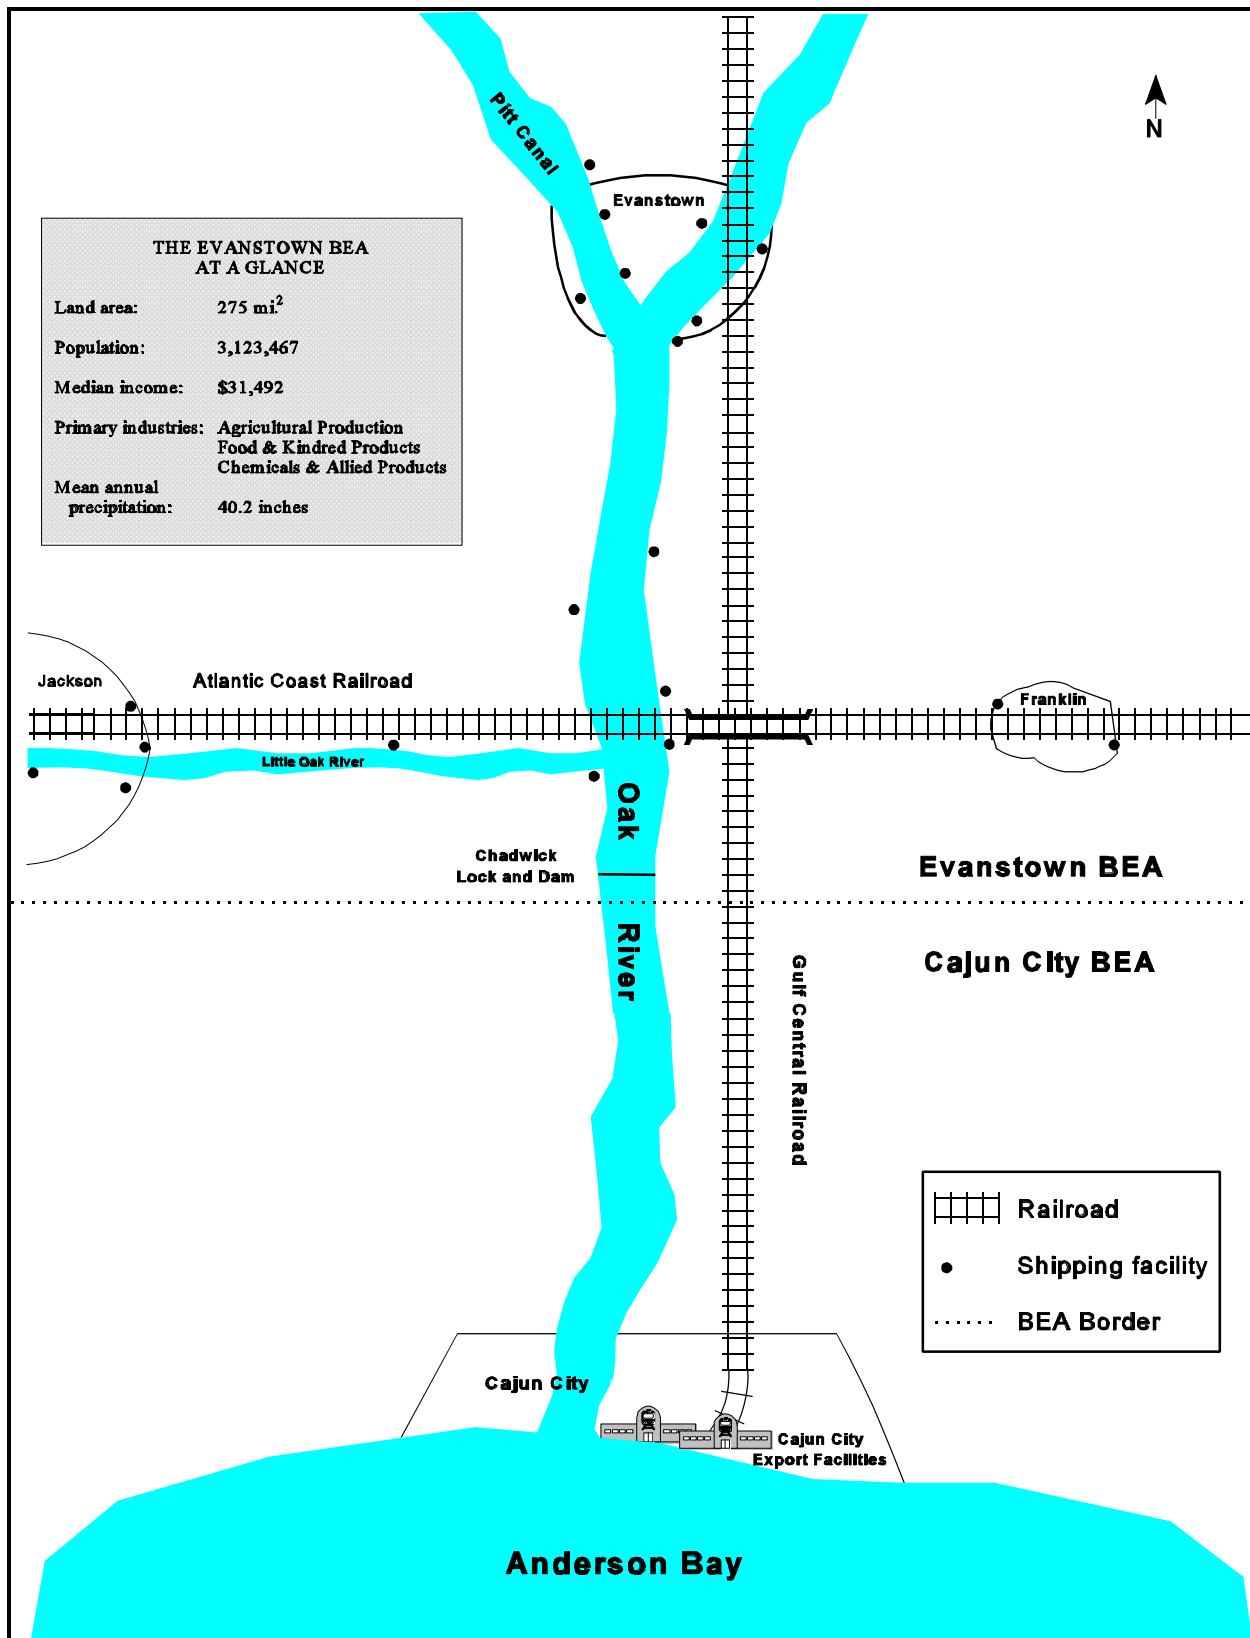 Pitt Canal
N
Evanstown
THE EVANSTOWN BEA
AT A GLANCE
Land area: 275 mi.2
Population: 3,123,467
Median income: $31,492
Primary industries: Agricultural Production
Food & Kindred Products
Chemicals & Allied Products
Mean annual
precipitation: 40.2 inches
Jackson
Atlantic Coast Railroad
Franklin
Little Oak River
Oak
River
Chadwick
Lock and Dam
Evanstown BEA
Cajun City BEA
Gulf Central Railroad
Railroad
Shipping facility
BEA Border
Cajun City
Cajun City
Export Facilities
Anderson Bay